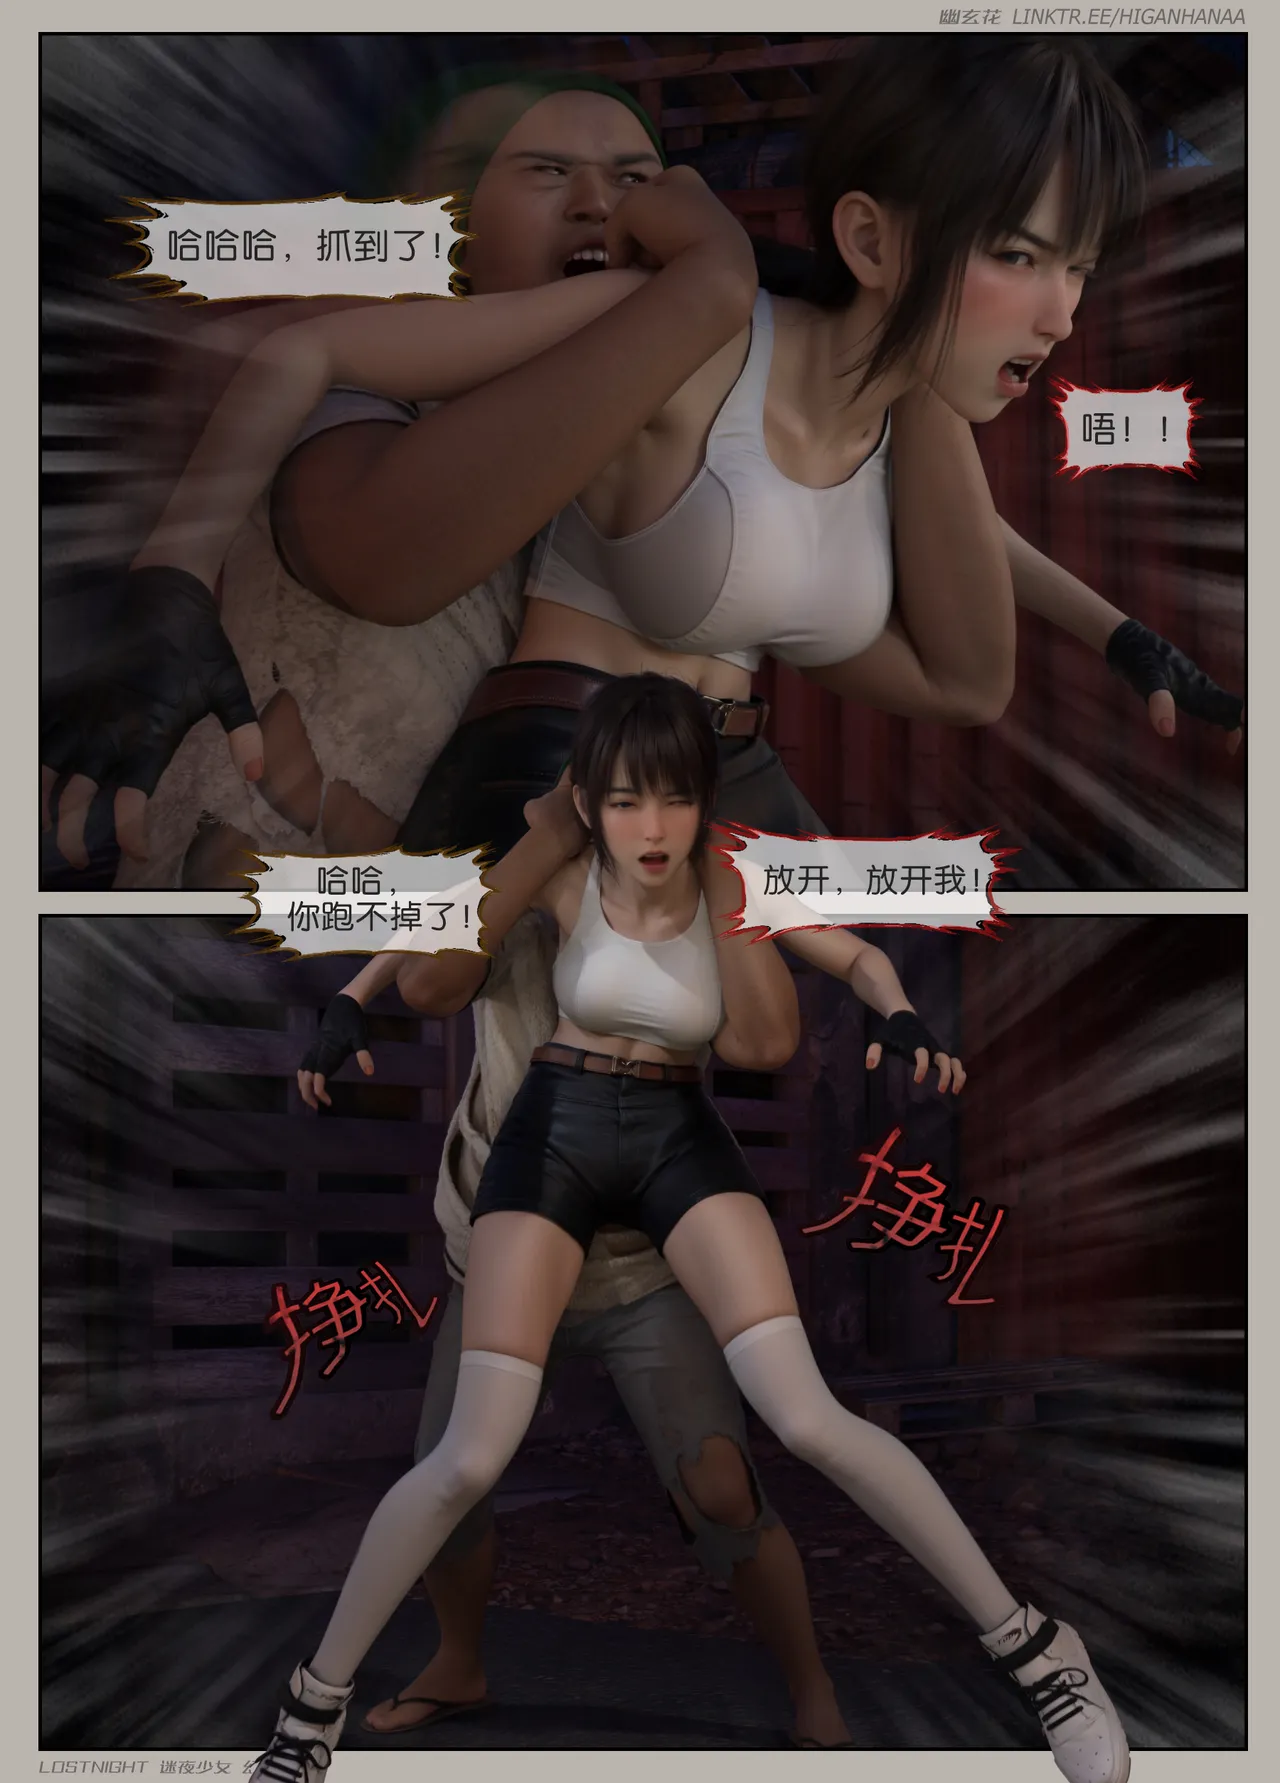 幽玄花 LINKTR.EE/HIGANHANAA
哈哈哈，抓到了！
唔！！
哈哈，
你跑不掉了！
放开，放开我！
挣扎
挣扎
LOSTNIGHT 迷夜少女 幻